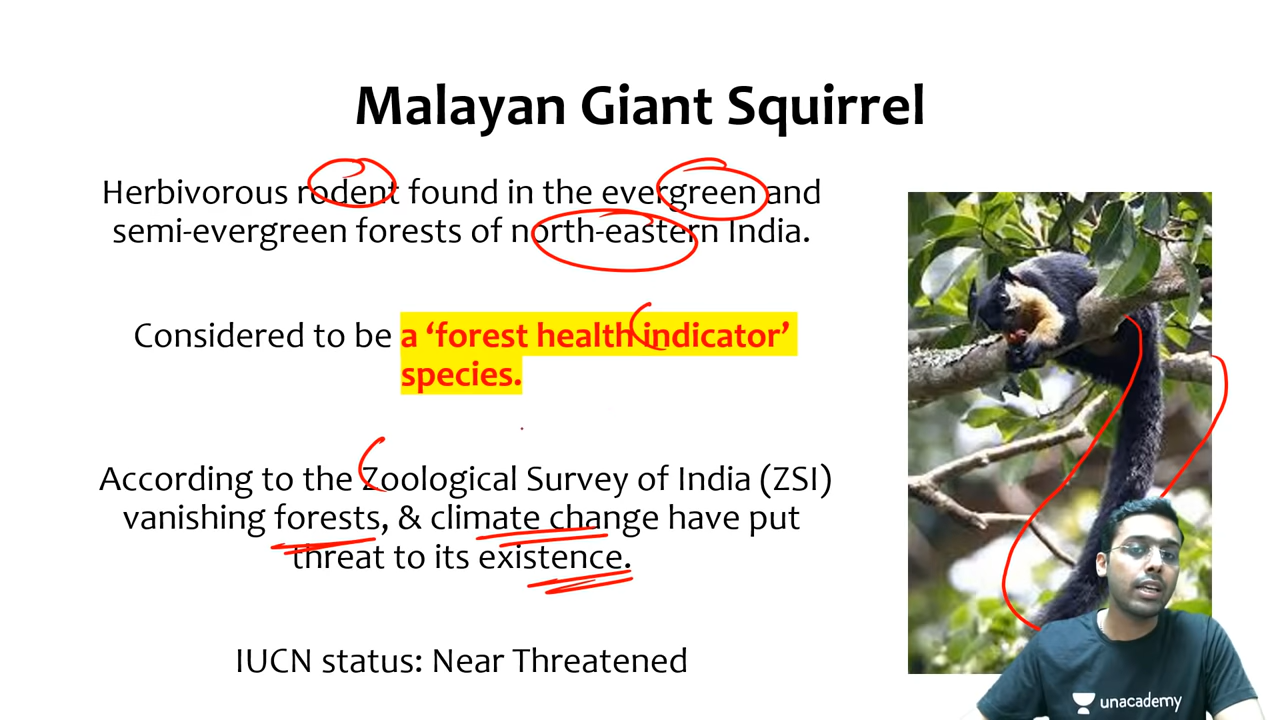 Malayan Giant Squirrel
Herbivorous rodent found in the evergreen and
semi-evergreen forests of north-eastern India.
Considered to be a ‘forest health indicator’
species.
According to the Zoological Survey of India (ZSI)
vanishing forests, & climate change have put
threat to its existence.
IUCN status: Near Threatened
unacademy